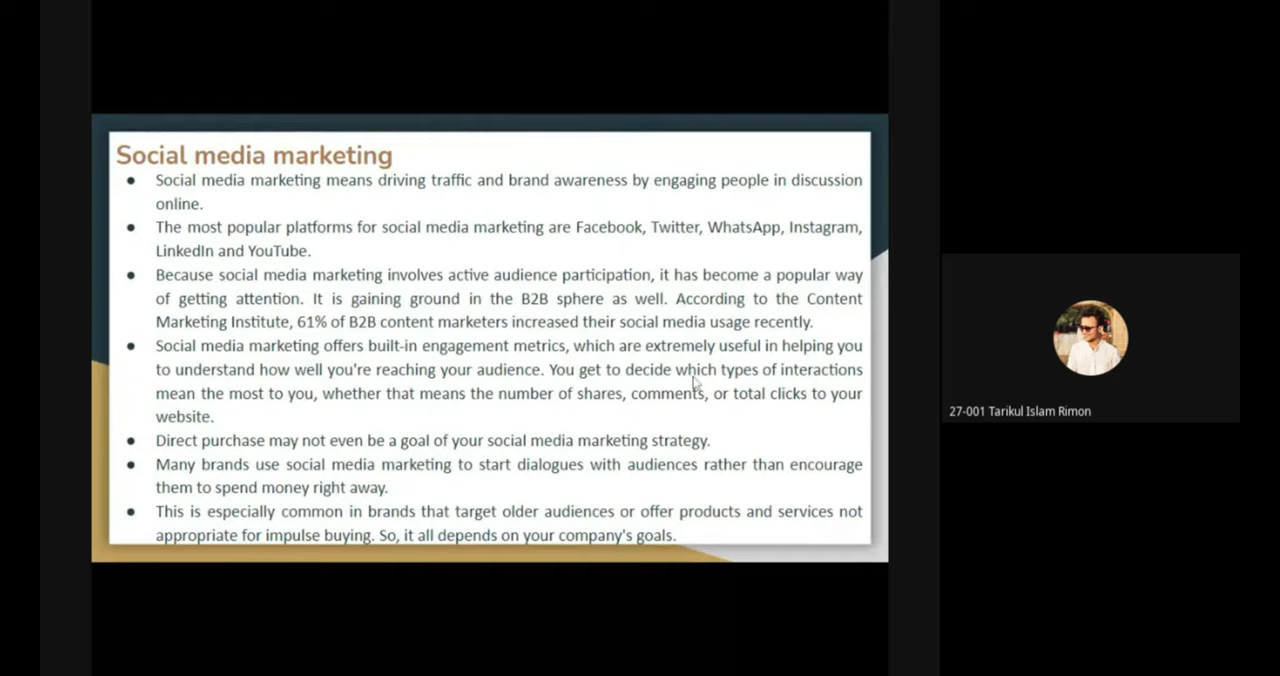 Social media marketing
● Social media marketing means driving traffic and brand awareness by engaging people in discussion
online.
● The most popular platforms for social media marketing are Facebook, Twitter, WhatsApp, Instagram,
LinkedIn and YouTube.
● Because social media marketing involves active audience participation, it has become a popular way
of getting attention. It is gaining ground in the B2B sphere as well. According to the Content
Marketing Institute, 61% of B2B content marketers increased their social media usage recently.
● Social media marketing offers built-in engagement metrics, which are extremely useful in helping you
to understand how well you're reaching your audience. You get to decide which types of interactions
mean the most to you, whether that means the number of shares, comments, or total clicks to your
website.
● Direct purchase may not even be a goal of your social media marketing strategy.
● Many brands use social media marketing to start dialogues with audiences rather than encourage
them to spend money right away.
● This is especially common in brands that target older audiences or offer products and services not
appropriate for impulse buying. So, it all depends on your company's goals.
27-001 Tarikul Islam Rimon